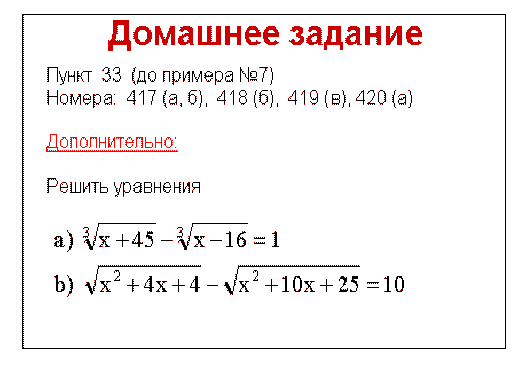 Домашнее задание
Пункт 33 (до примера №7)
Номера: 417 (а, б), 418 (б), 419 (в), 420 (а)
Дополнительно:
Решить уравнения
a) ∛(x+45) − ∛(x−16) = 1
b) √(x²+4x+4) − √(x²+10x+25) = 10